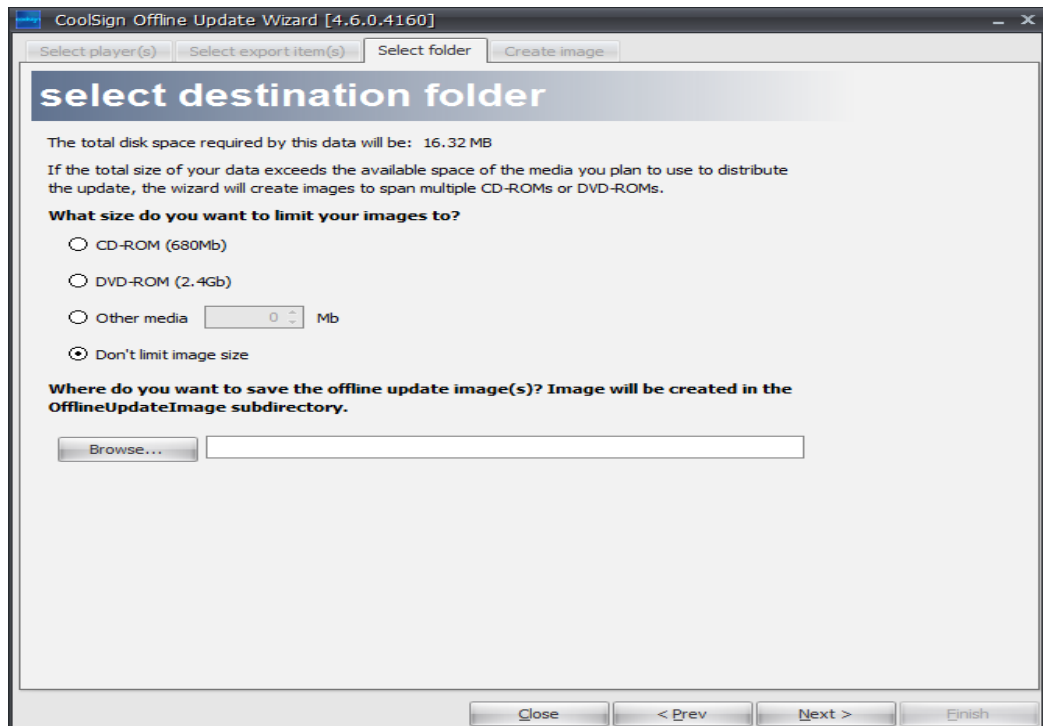 CoolSign Offline Update Wizard [4.6.0.4160]
Select player(s) Select export item(s) Select folder Create image
select destination folder
The total disk space required by this data will be: 16.32 MB
If the total size of your data exceeds the available space of the media you plan to use to distribute
the update, the wizard will create images to span multiple CD-ROMs or DVD-ROMs.
What size do you want to limit your images to?
CD-ROM (680Mb)
DVD-ROM (2.4Gb)
Other media 0 Mb
Don't limit image size
Where do you want to save the offline update image(s)? Image will be created in the
OfflineUpdateImage subdirectory.
Browse...
Close < Prev Next > Finish